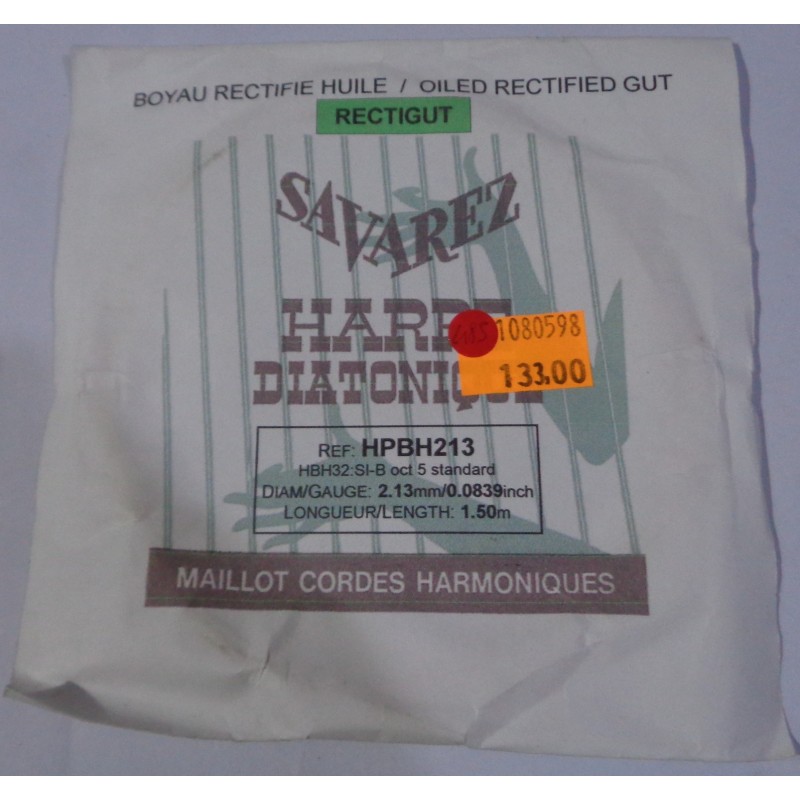 BOYAU RECTIFIE HUILE / OILED RECTIFIED GUT
RECTIGUT
SAVAREZ
HARPE
1080598
133.00
DIATONIQUE
REF: HPBH213
HBH32:SI-B oct 5 standard
DIAM/GAUGE: 2.13mm/0.0839inch
LONGUEUR/LENGTH: 1.50m
MAILLOT CORDES HARMONIQUES